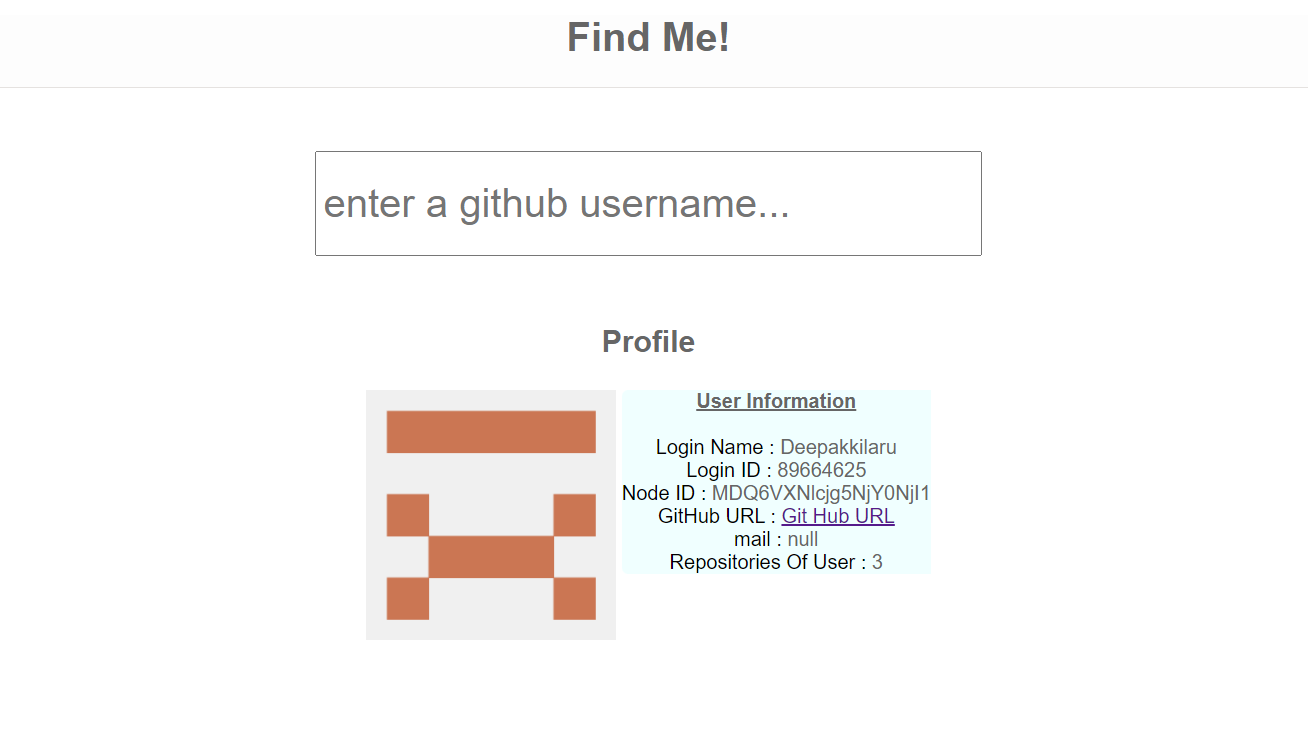 Find Me!
enter a github username...
Profile
User Information
Login Name : Deepakkilaru
Login ID : 89664625
Node ID : MDQ6VXNlcjg5NjY0NjI1
GitHub URL : Git Hub URL
mail : null
Repositories Of User : 3